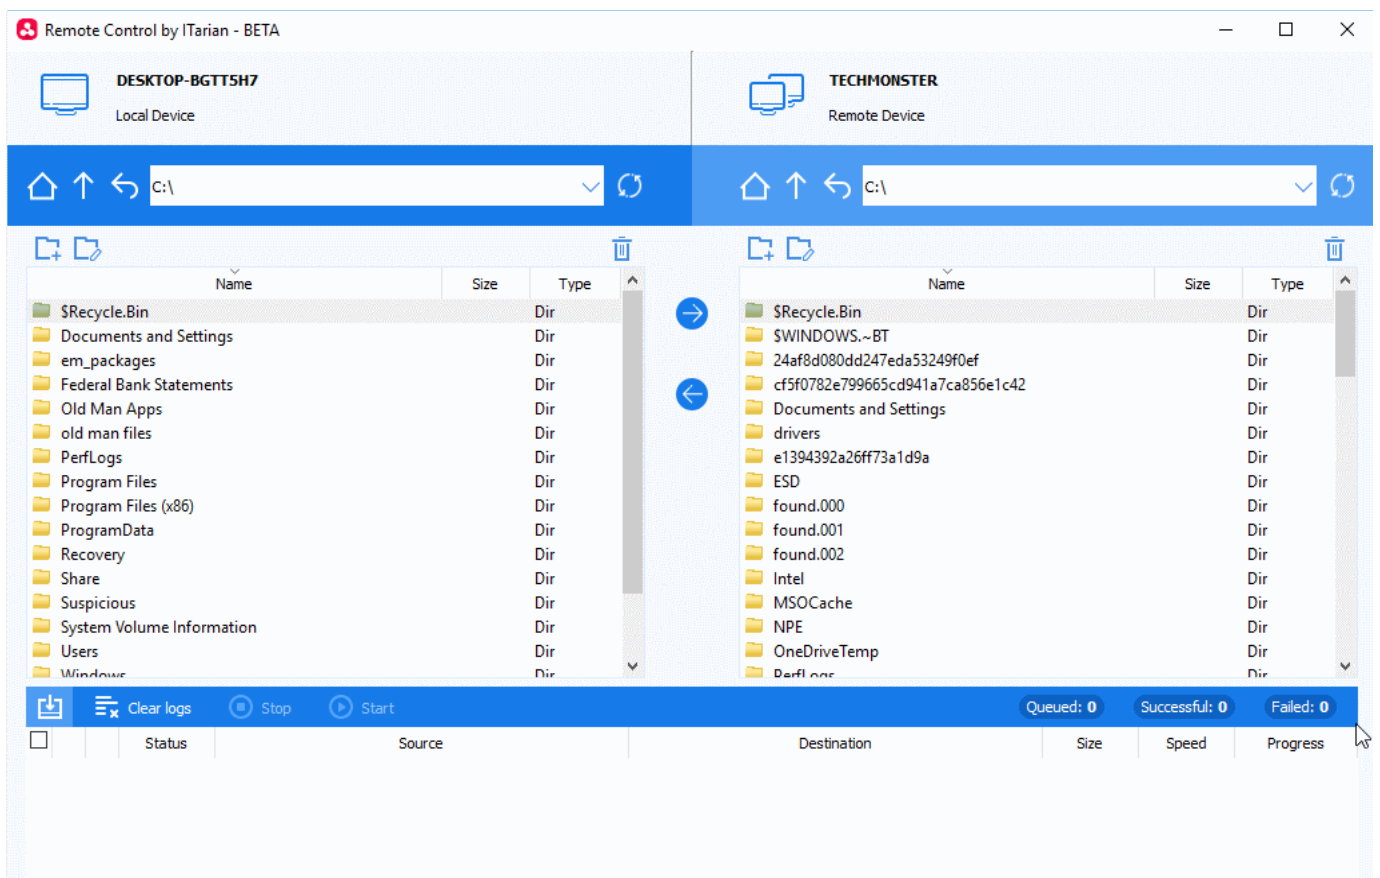 Remote Control by ITarian - BETA
DESKTOP-BGTT5H7
Local Device
TECHMONSTER
Remote Device
C:\
C:\
Name Size Type
$Recycle.Bin Dir
Documents and Settings Dir
em_packages Dir
Federal Bank Statements Dir
Old Man Apps Dir
old man files Dir
PerfLogs Dir
Program Files Dir
Program Files (x86) Dir
ProgramData Dir
Recovery Dir
Share Dir
Suspicious Dir
System Volume Information Dir
Users Dir
Windows Dir
Name Size Type
$Recycle.Bin Dir
$WINDOWS.~BT Dir
24af8d080dd247eda53249f0ef Dir
cf5f0782e799665cd941a7ca856e1c42 Dir
Documents and Settings Dir
drivers Dir
e1394392a26ff73a1d9a Dir
ESD Dir
found.000 Dir
found.001 Dir
found.002 Dir
Intel Dir
MSOCache Dir
NPE Dir
OneDriveTemp Dir
PerfLogs Dir
Clear logs Stop Start Queued: 0 Successful: 0 Failed: 0
Status Source Destination Size Speed Progress